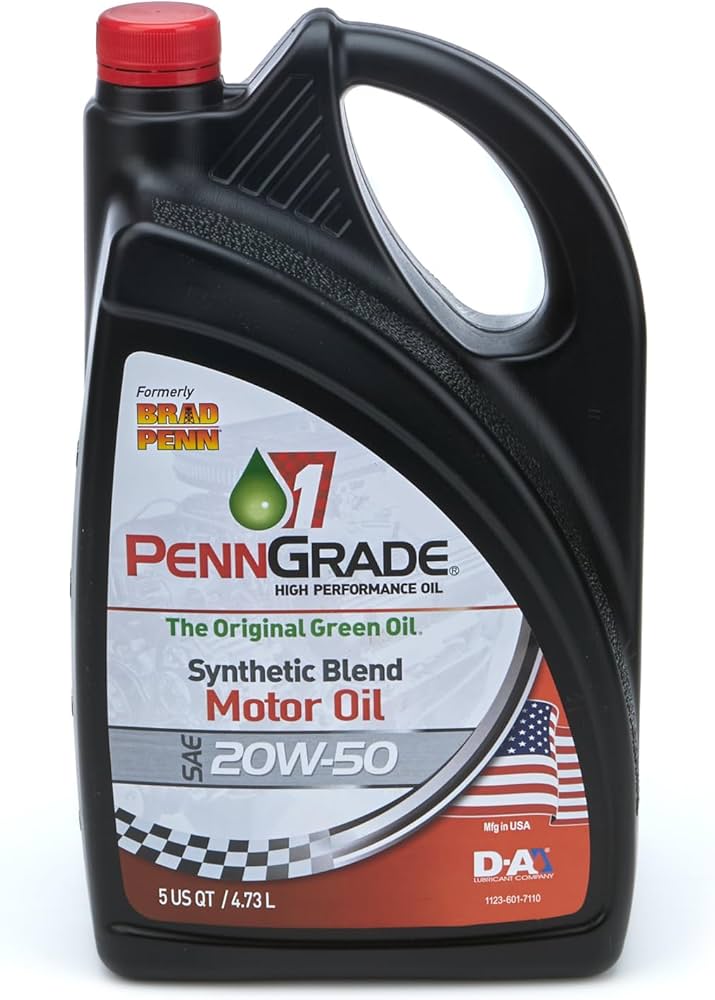 Formerly
BRAD
PENN
1
PENNGRADE®
HIGH PERFORMANCE OIL
The Original Green Oil®
Synthetic Blend
Motor Oil
SAE 20W-50
Mfg in USA
D-A
LUBRICANT COMPANY
5 US QT / 4.73 L
1123-601-7110